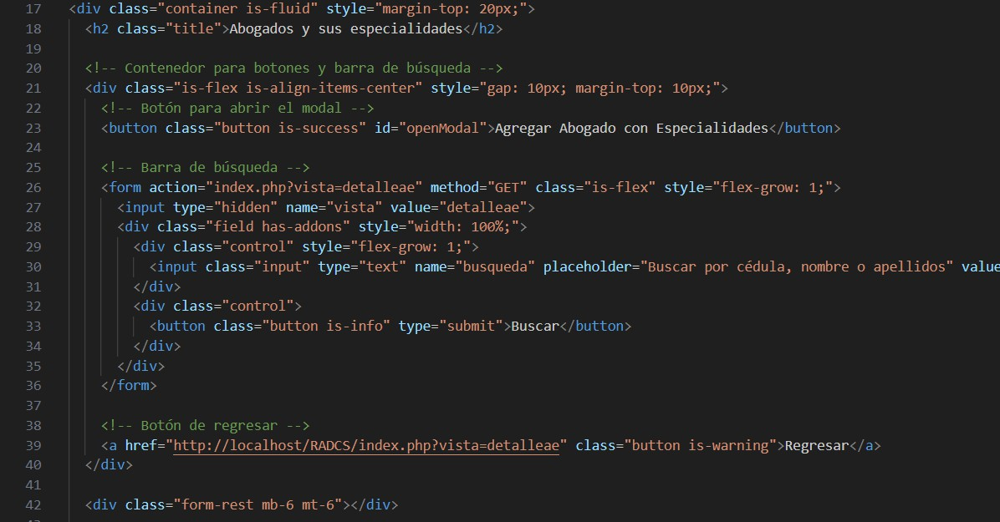 17 <div class="container is-fluid" style="margin-top: 20px;">
18 <h2 class="title">Abogados y sus especialidades</h2>
19
20 <!-- Contenedor para botones y barra de búsqueda -->
21 <div class="is-flex is-align-items-center" style="gap: 10px; margin-top: 10px;">
22 <!-- Botón para abrir el modal -->
23 <button class="button is-success" id="openModal">Agregar Abogado con Especialidades</button>
24
25 <!-- Barra de búsqueda -->
26 <form action="index.php?vista=detalleae" method="GET" class="is-flex" style="flex-grow: 1;">
27 <input type="hidden" name="vista" value="detalleae">
28 <div class="field has-addons" style="width: 100%;">
29 <div class="control" style="flex-grow: 1;">
30 <input class="input" type="text" name="busqueda" placeholder="Buscar por cédula, nombre o apellidos" value
31 </div>
32 <div class="control">
33 <button class="button is-info" type="submit">Buscar</button>
34 </div>
35 </div>
36 </form>
37
38 <!-- Botón de regresar -->
39 <a href="http://localhost/RADCS/index.php?vista=detalleae" class="button is-warning">Regresar</a>
40 </div>
41
42 <div class="form-rest mb-6 mt-6"></div>